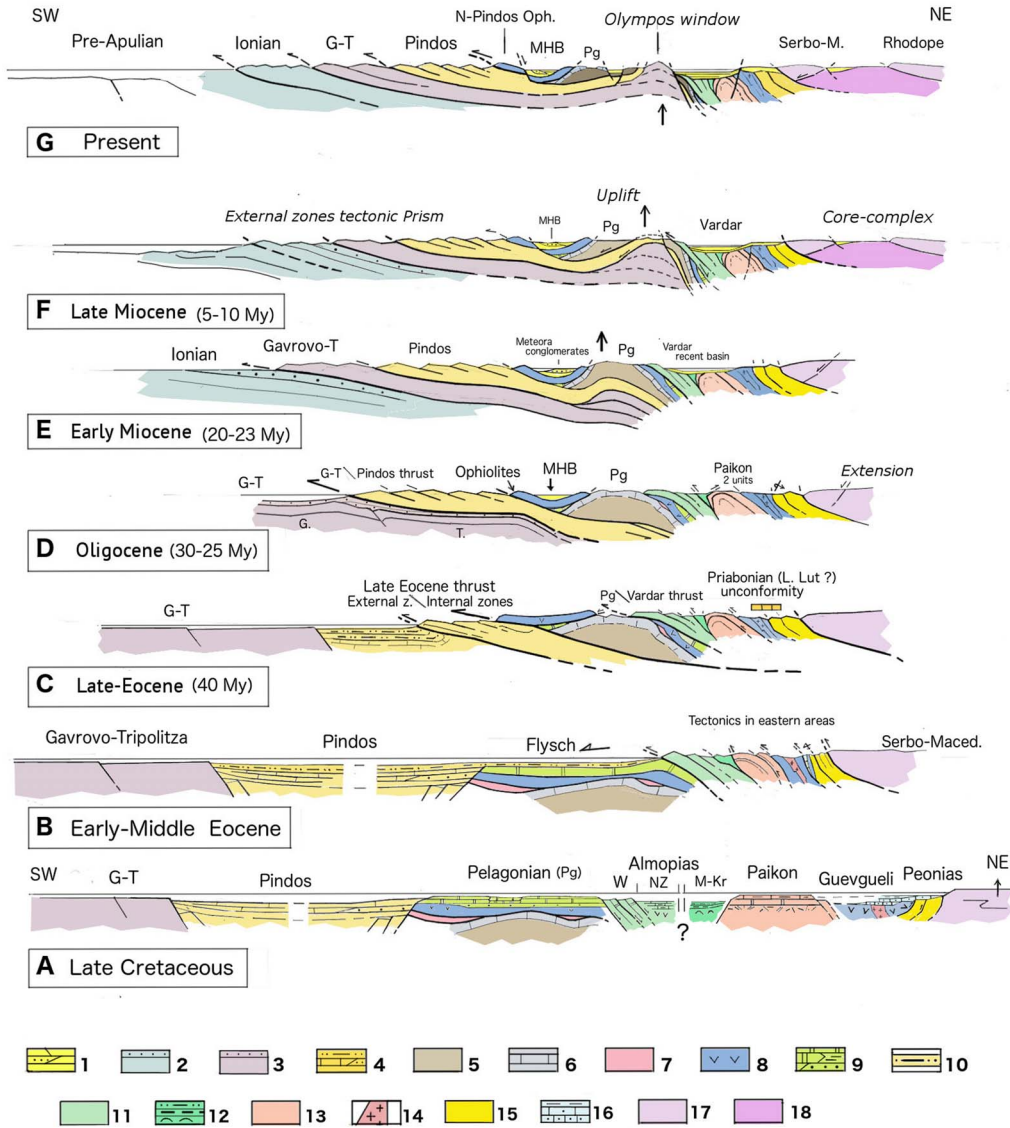 SW
NE
N-Pindos Oph.
Olympos window
Pre-Apulian
Ionian
G-T
Pindos
MHB
Pg
Serbo-M.
Rhodope
G Present
External zones tectonic Prism
Uplift
MHB
Pg
Vardar
Core-complex
F Late Miocene (5-10 My)
Ionian
Gavrovo-T
Pindos
Meteora
conglomerates
Pg
Vardar
recent basin
E Early Miocene (20-23 My)
G-T
G-T \ Pindos thrust
Ophiolites
MHB
Pg
Paikon
2 units
Extension
G.
T.
D Oligocene (30-25 My)
G-T
Late Eocene thrust
External z. \ Internal zones
Pg \ Vardar thrust
Priabonian (L. Lut ?)
unconformity
C Late-Eocene (40 My)
Gavrovo-Tripolitza
Pindos
Flysch
Tectonics in eastern areas
Serbo-Maced.
B Early-Middle Eocene
SW
NE
G-T
Pindos
Pelagonian (Pg)
Almopias
W
NZ
M-Kr
Paikon
Guevgueli
Peonias
?
A Late Cretaceous
1 2 3 4 5 6 7 8 9 10
11 12 13 14 15 16 17 18